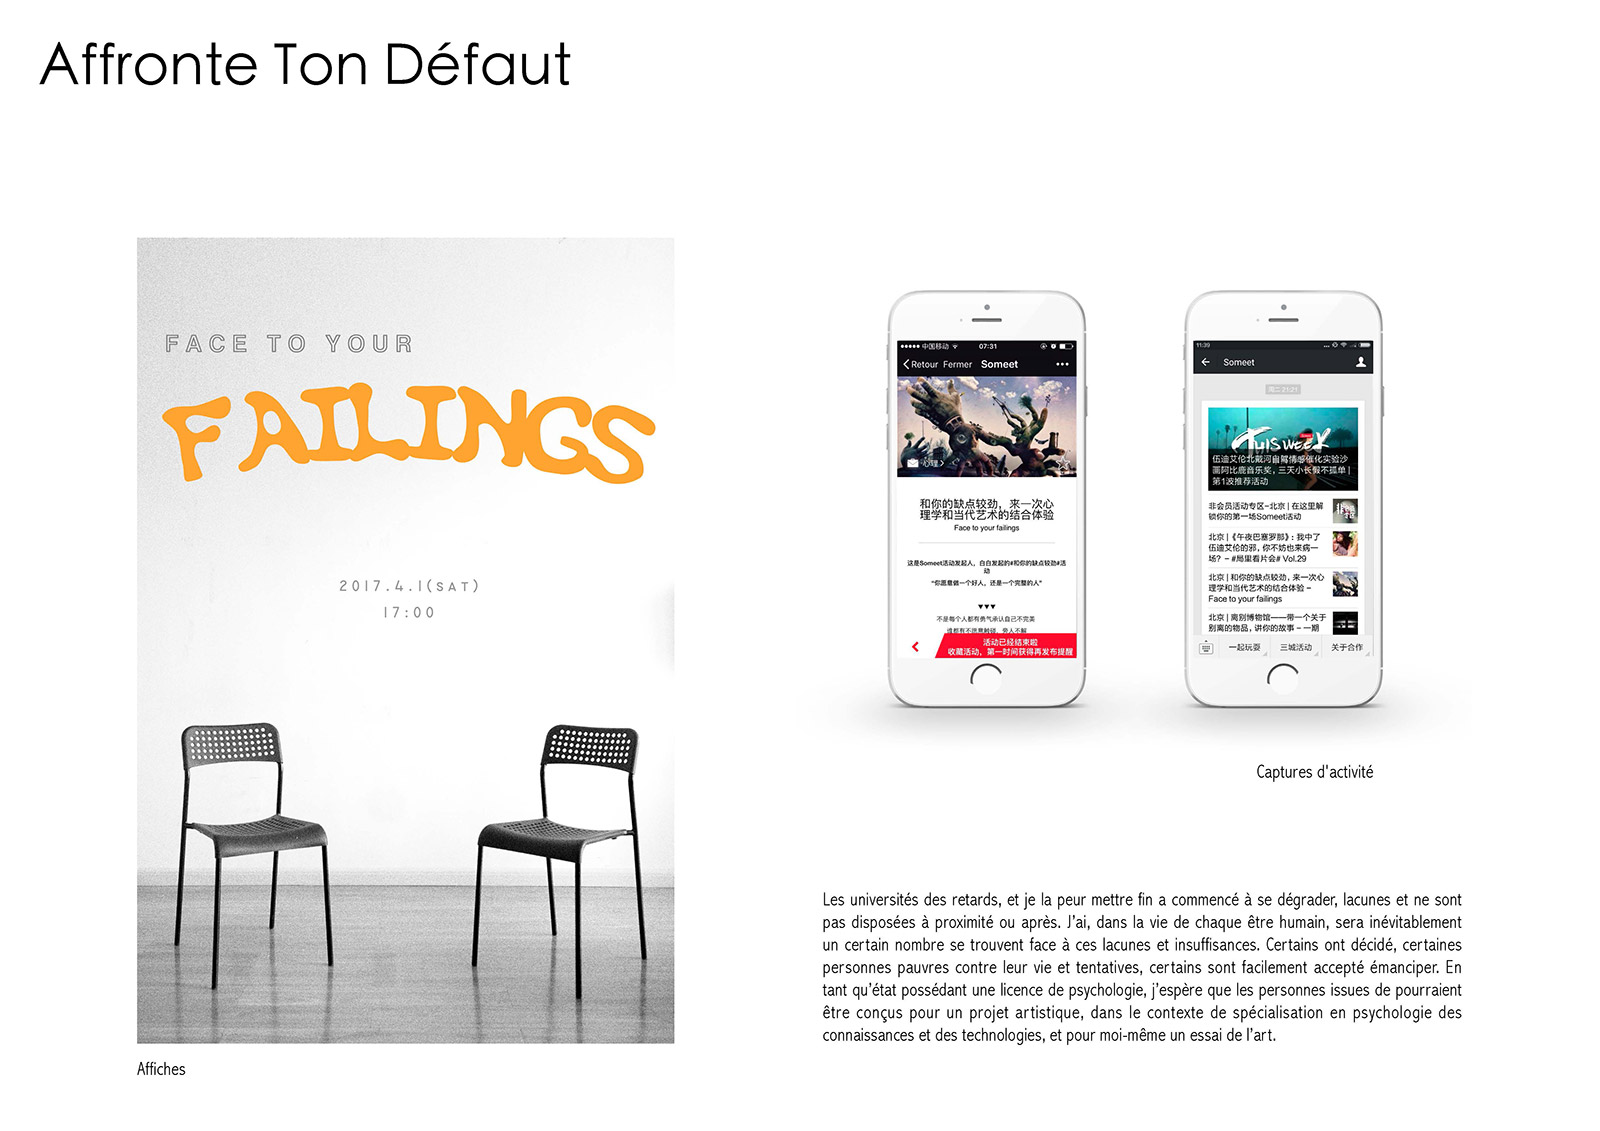 Affronte Ton Défaut
FACE TO YOUR
FAILINGS
2017.4.1(SAT)
17:00
Affiches
中国移动
07:31
Retour Fermer Someet
心理
和你的缺点较劲，来一次心
理学和当代艺术的结合体验
Face to your failings
这是Someet活动发起人，白白发起的#和你的缺点较劲#活
动
“你愿意做一个好人，还是一个完整的人”
不是每个人都有勇气承认自己不完美
谁都有不愿意触碰，旁人不解
活动已经结束啦
收藏活动，第一时间获得再发布提醒
11:39
Someet
周二 21:21
THIS WEEK
伍迪艾伦北戴河自闇情感催化实验沙
画阿比鹿音乐奖，三天小长假不孤单 |
第1波推荐活动
非会员活动专区–北京 | 在这里解
锁你的第一场Someet活动
北京 | 《午夜巴塞罗那》：我中了
伍迪艾伦的邪，你不妨也来病一
场？– #局里看片会# Vol.29
北京 | 和你的缺点较劲，来一次心
理学和当代艺术的结合体验 –
Face to your failings
北京 | 离别博物馆——带一个关于
别离的物品，讲你的故事 – 一期
一起玩耍
三城活动
关于合作
Captures d'activité
Les universités des retards, et je la peur mettre fin a commencé à se dégrader, lacunes et ne sont
pas disposées à proximité ou après. J’ai, dans la vie de chaque être humain, sera inévitablement
un certain nombre se trouvent face à ces lacunes et insuffisances. Certains ont décidé, certaines
personnes pauvres contre leur vie et tentatives, certains sont facilement accepté émanciper. En
tant qu’état possédant une licence de psychologie, j’espère que les personnes issues de pourraient
être conçus pour un projet artistique, dans le contexte de spécialisation en psychologie des
connaissances et des technologies, et pour moi-même un essai de l’art.